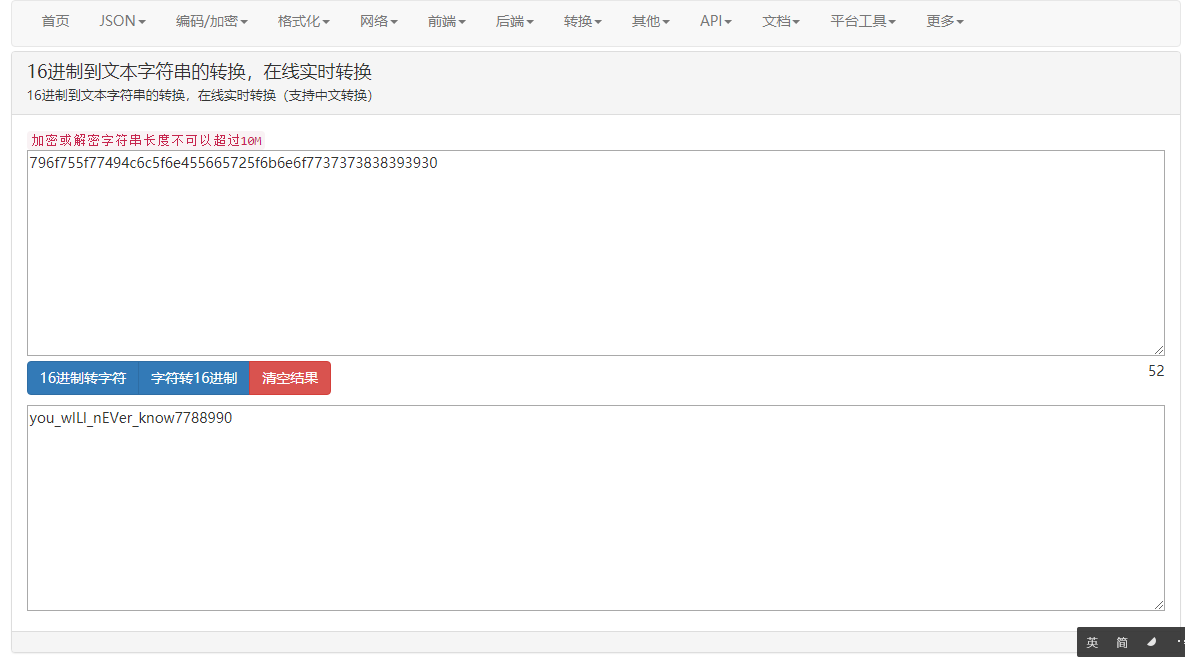 首页 JSON 编码/加密 格式化 网络 前端 后端 转换 其他 API 文档 平台工具 更多
16进制到文本字符串的转换，在线实时转换
16进制到文本字符串的转换，在线实时转换（支持中文转换）
加密或解密字符串长度不可以超过10M
796f755f77494c6c5f6e455665725f6b6e6f7737373838393930
16进制转字符 字符转16进制 清空结果 52
you_wILl_nEVer_know7788990
英 简